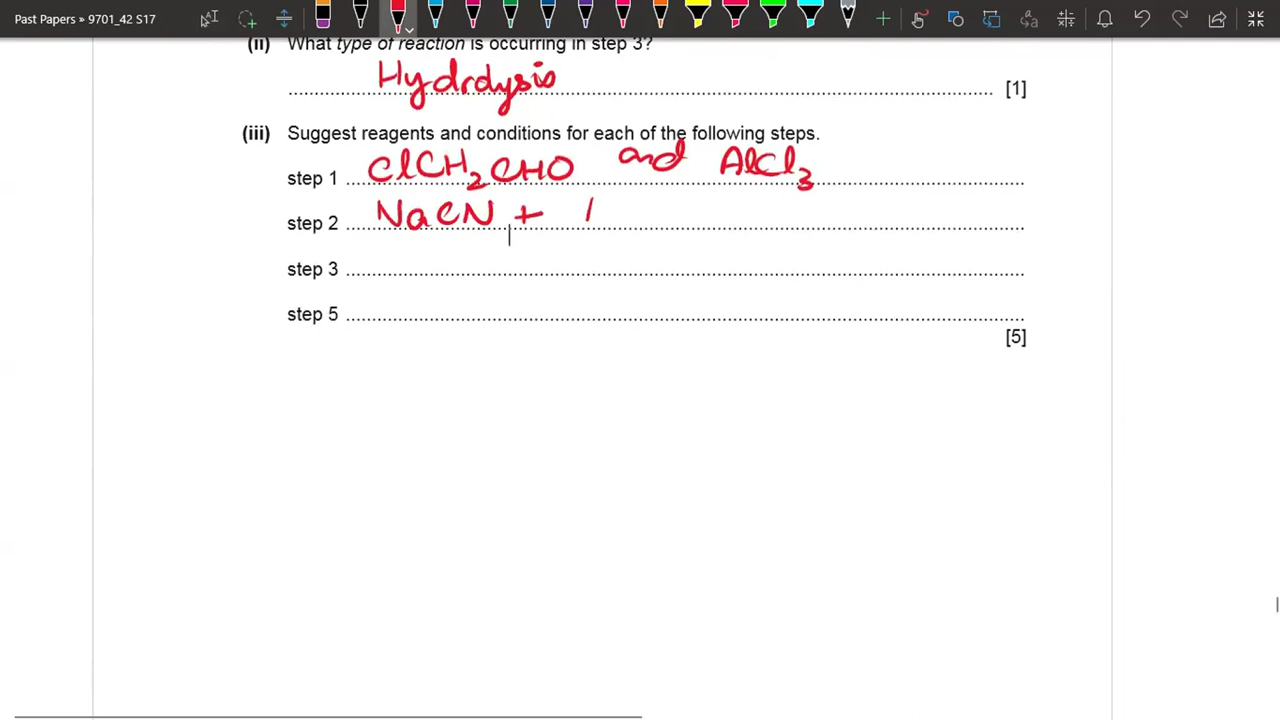 Past Papers » 9701_42 S17
(ii) What type of reaction is occurring in step 3?
Hydrolysis
[1]
(iii) Suggest reagents and conditions for each of the following steps.
step 1 ClCH₂CHO and AlCl₃
step 2 NaCN +
step 3
step 5
[5]